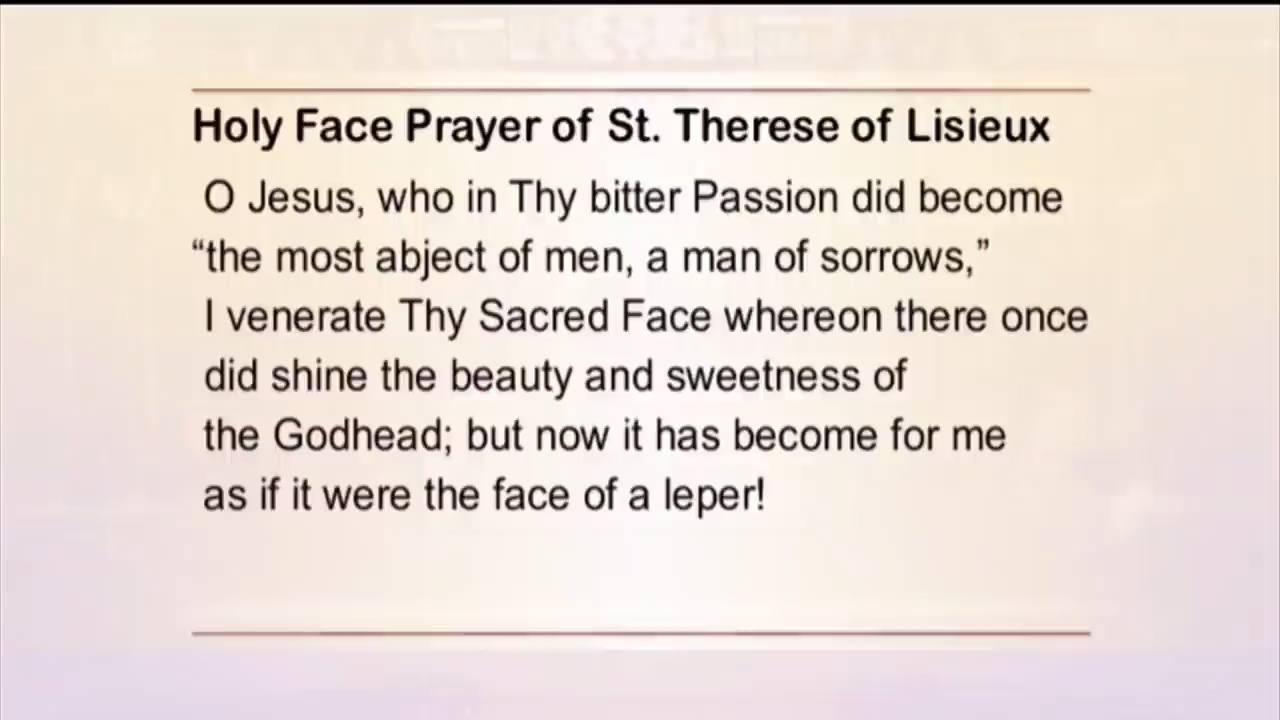 Holy Face Prayer of St. Therese of Lisieux
O Jesus, who in Thy bitter Passion did become
“the most abject of men, a man of sorrows,”
I venerate Thy Sacred Face whereon there once
did shine the beauty and sweetness of
the Godhead; but now it has become for me
as if it were the face of a leper!